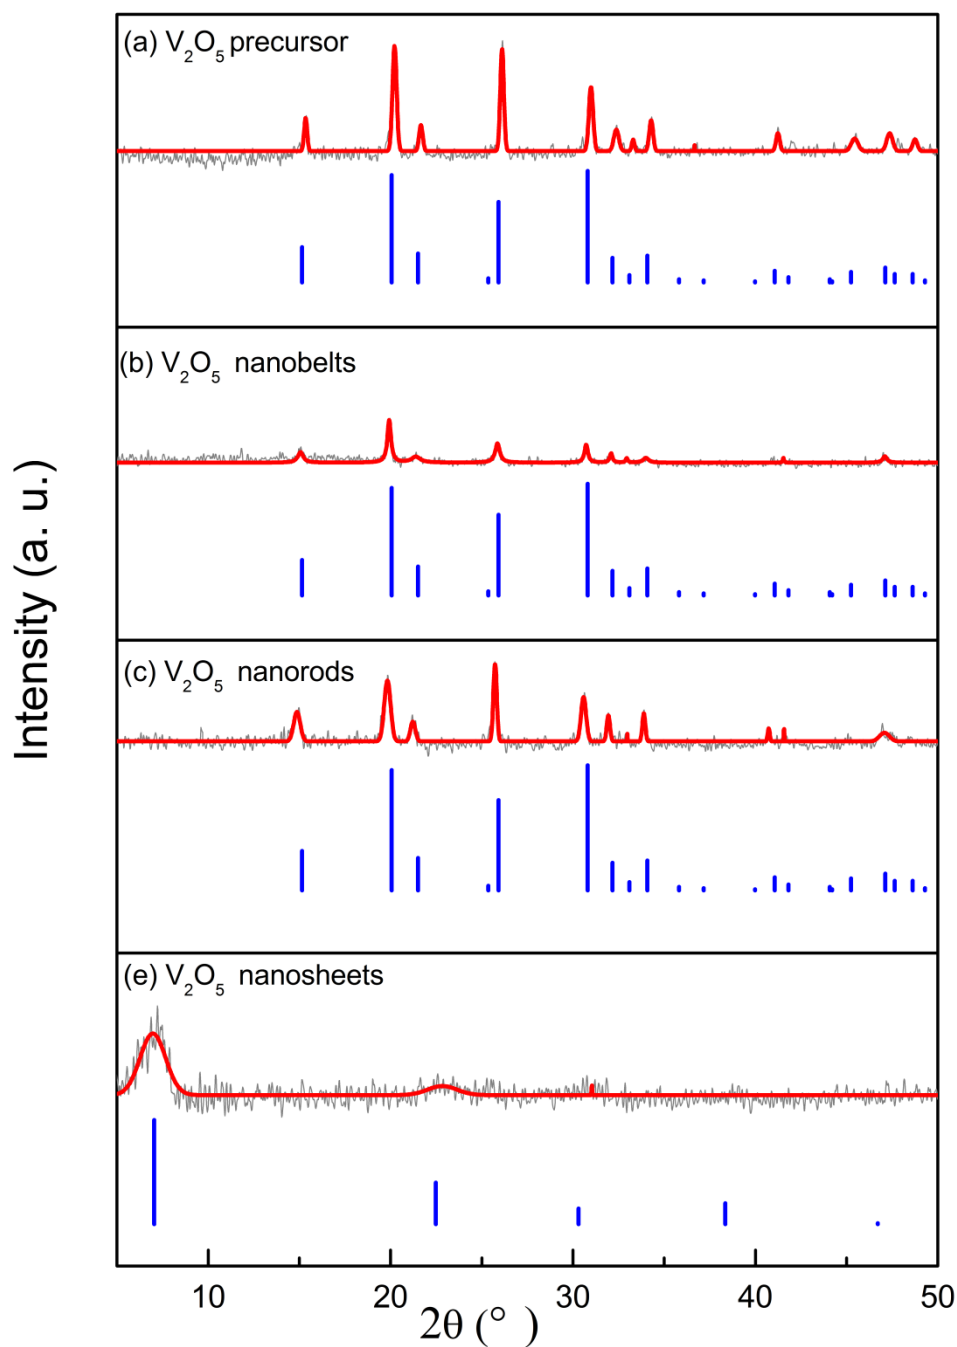 (a) V₂O₅ precursor
(b) V₂O₅ nanobelts
(c) V₂O₅ nanorods
(e) V₂O₅ nanosheets
Intensity (a. u.)
10 20 30 40 50
2θ (° )